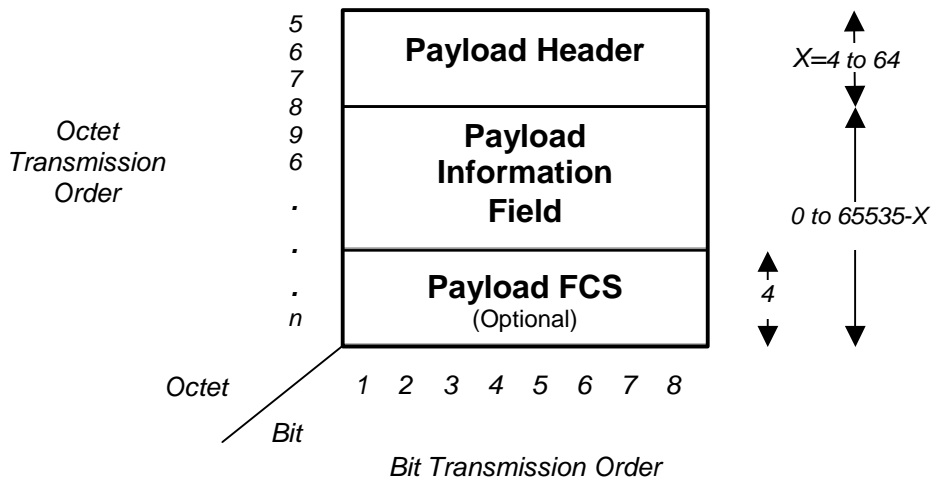 5
6
7
8
9
6
.
.
.
n
Octet
Transmission
Order
Payload Header
Payload
Information
Field
Payload FCS
(Optional)
X=4 to 64
0 to 65535-X
4
Octet
Bit
1 2 3 4 5 6 7 8
Bit Transmission Order